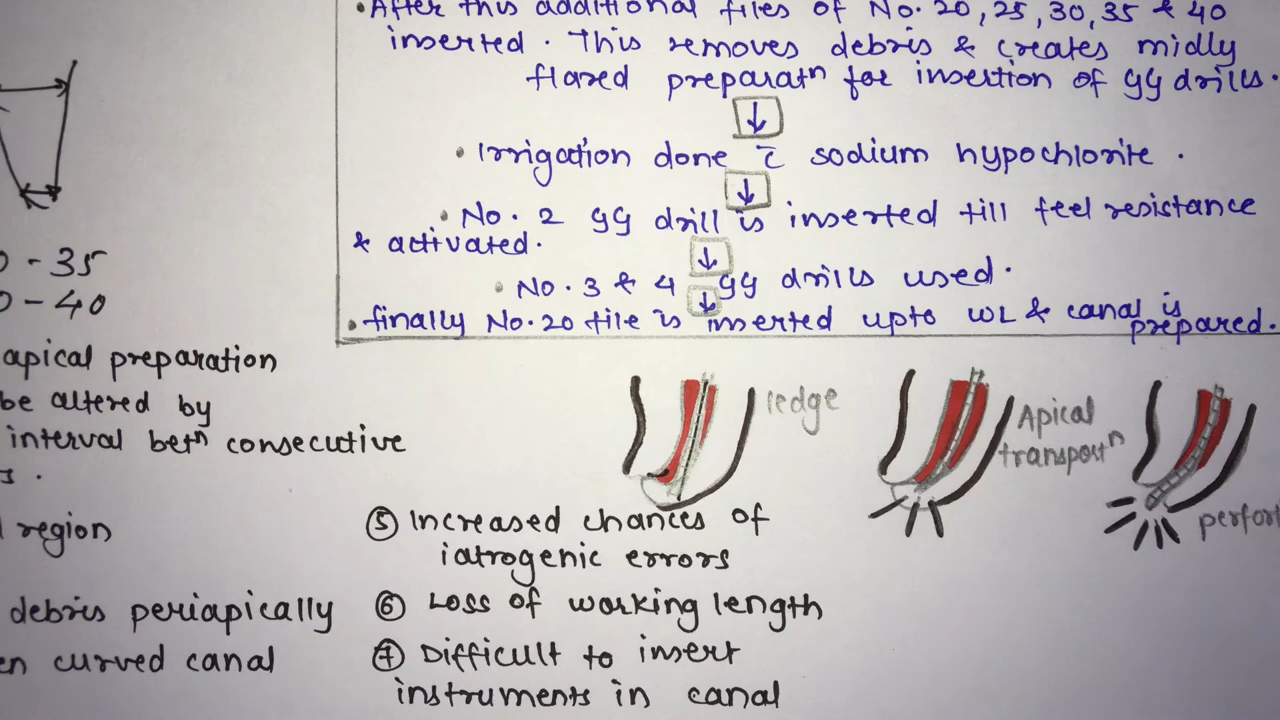 • After this additional files of No. 20, 25, 30, 35 & 40
inserted. This removes debris & creates midly
flared preparatⁿ for insertion of GG drills.
↓
• Irrigation done c̄ sodium hypochlorite.
↓
• No. 2 GG drill is inserted till feel resistance
& activated.
↓
• No. 3 & 4 GG drills used.
↓
• finally No. 20 file is inserted upto WL & canal is prepared.
- 35
- 40
apical preparation
be altered by
interval betⁿ consecutive
ledge
Apical
transportⁿ
perfor
region
debris periapically
curved canal
⑤ Increased chances of
iatrogenic errors
⑥ Loss of working length
⑦ Difficult to insert
instruments in canal